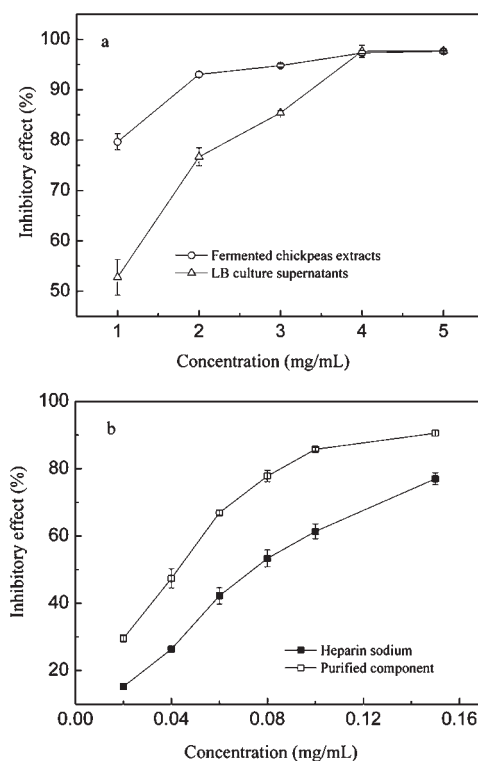 a
100
90
80
70
60
50
Inhibitory effect (%)
Fermented chickpeas extracts
LB culture supernatants
1 2 3 4 5
Concentration (mg/mL)
b
100
80
60
40
20
Inhibitory effect (%)
Heparin sodium
Purified component
0.00 0.04 0.08 0.12 0.16
Concentration (mg/mL)